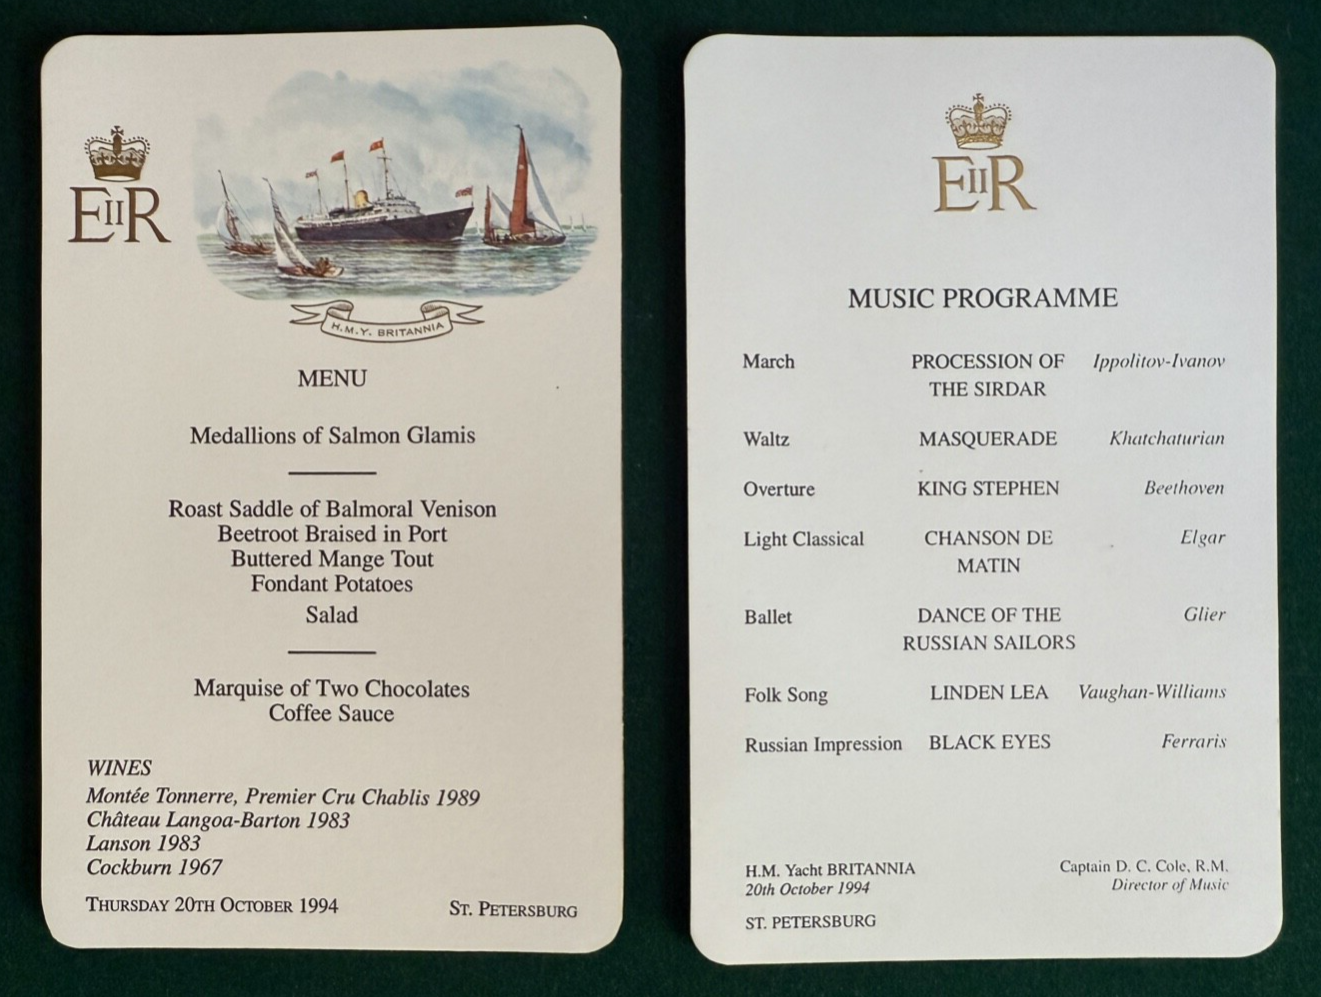 EIIR
H.M.Y. BRITANNIA
MENU
Medallions of Salmon Glamis
Roast Saddle of Balmoral Venison
Beetroot Braised in Port
Buttered Mange Tout
Fondant Potatoes
Salad
Marquise of Two Chocolates
Coffee Sauce
WINES
Montée Tonnerre, Premier Cru Chablis 1989
Château Langoa-Barton 1983
Lanson 1983
Cockburn 1967
THURSDAY 20TH OCTOBER 1994 ST. PETERSBURG
EIIR
MUSIC PROGRAMME
March PROCESSION OF Ippolitov-Ivanov
THE SIRDAR
Waltz MASQUERADE Khatchaturian
Overture KING STEPHEN Beethoven
Light Classical CHANSON DE Elgar
MATIN
Ballet DANCE OF THE Glier
RUSSIAN SAILORS
Folk Song LINDEN LEA Vaughan-Williams
Russian Impression BLACK EYES Ferraris
H.M. Yacht BRITANNIA Captain D. C. Cole, R.M.
20th October 1994 Director of Music
ST. PETERSBURG